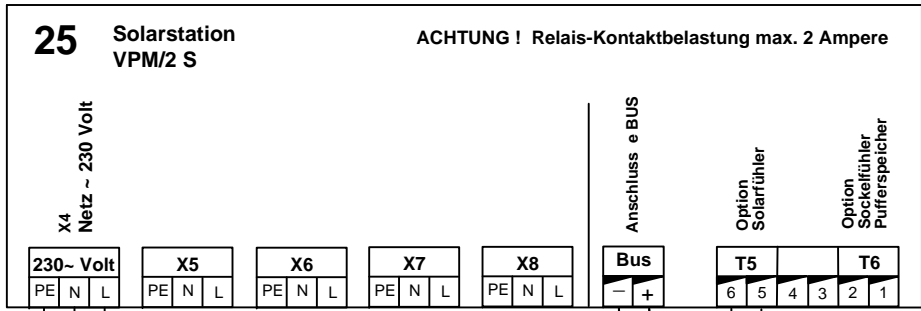 25
Solarstation
VPM/2 S
ACHTUNG ! Relais-Kontaktbelastung max. 2 Ampere
X4
Netz ~ 230 Volt
Anschluss e BUS
Option
Solarfühler
Option
Sockelfühler
Pufferspeicher
230~ Volt X5 X6 X7 X8 Bus T5 T6
PE N L PE N L PE N L PE N L PE N L — + 6 5 4 3 2 1